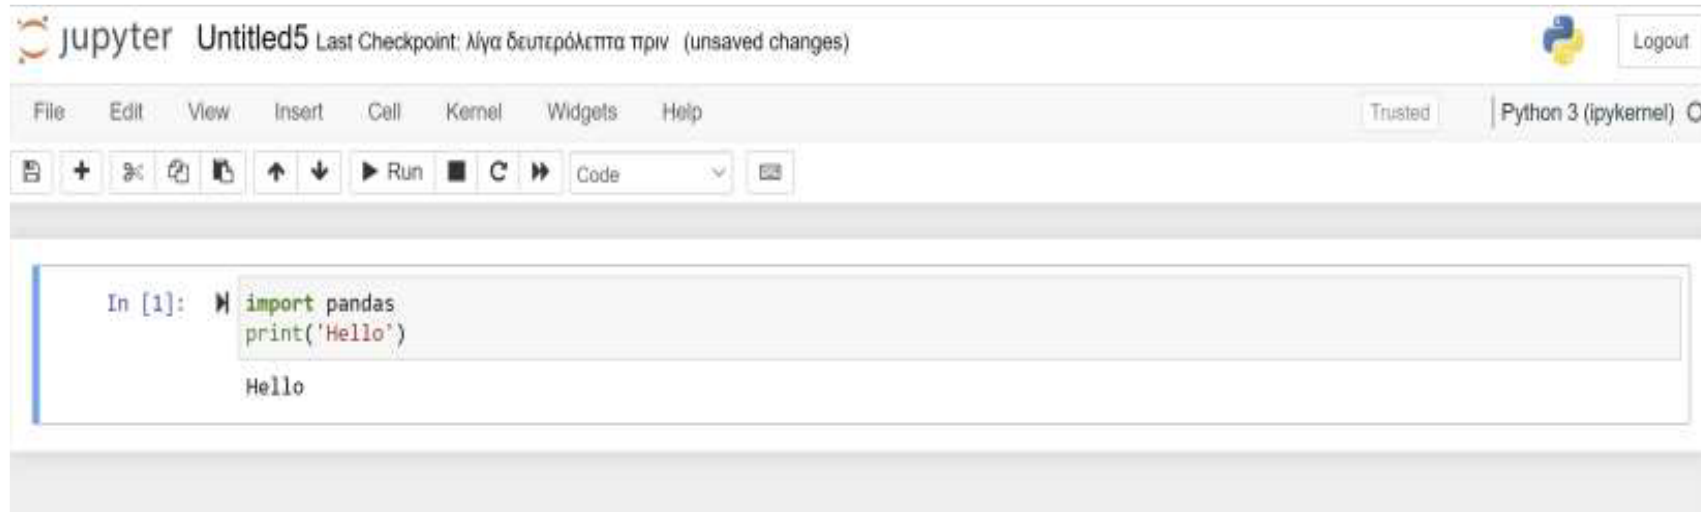 jupyter Untitled5 Last Checkpoint: λίγα δευτερόλεπτα πριν (unsaved changes) Logout
File Edit View Insert Cell Kernel Widgets Help Trusted Python 3 (ipykernel)
Run Code
In [1]: import pandas
print('Hello')
Hello